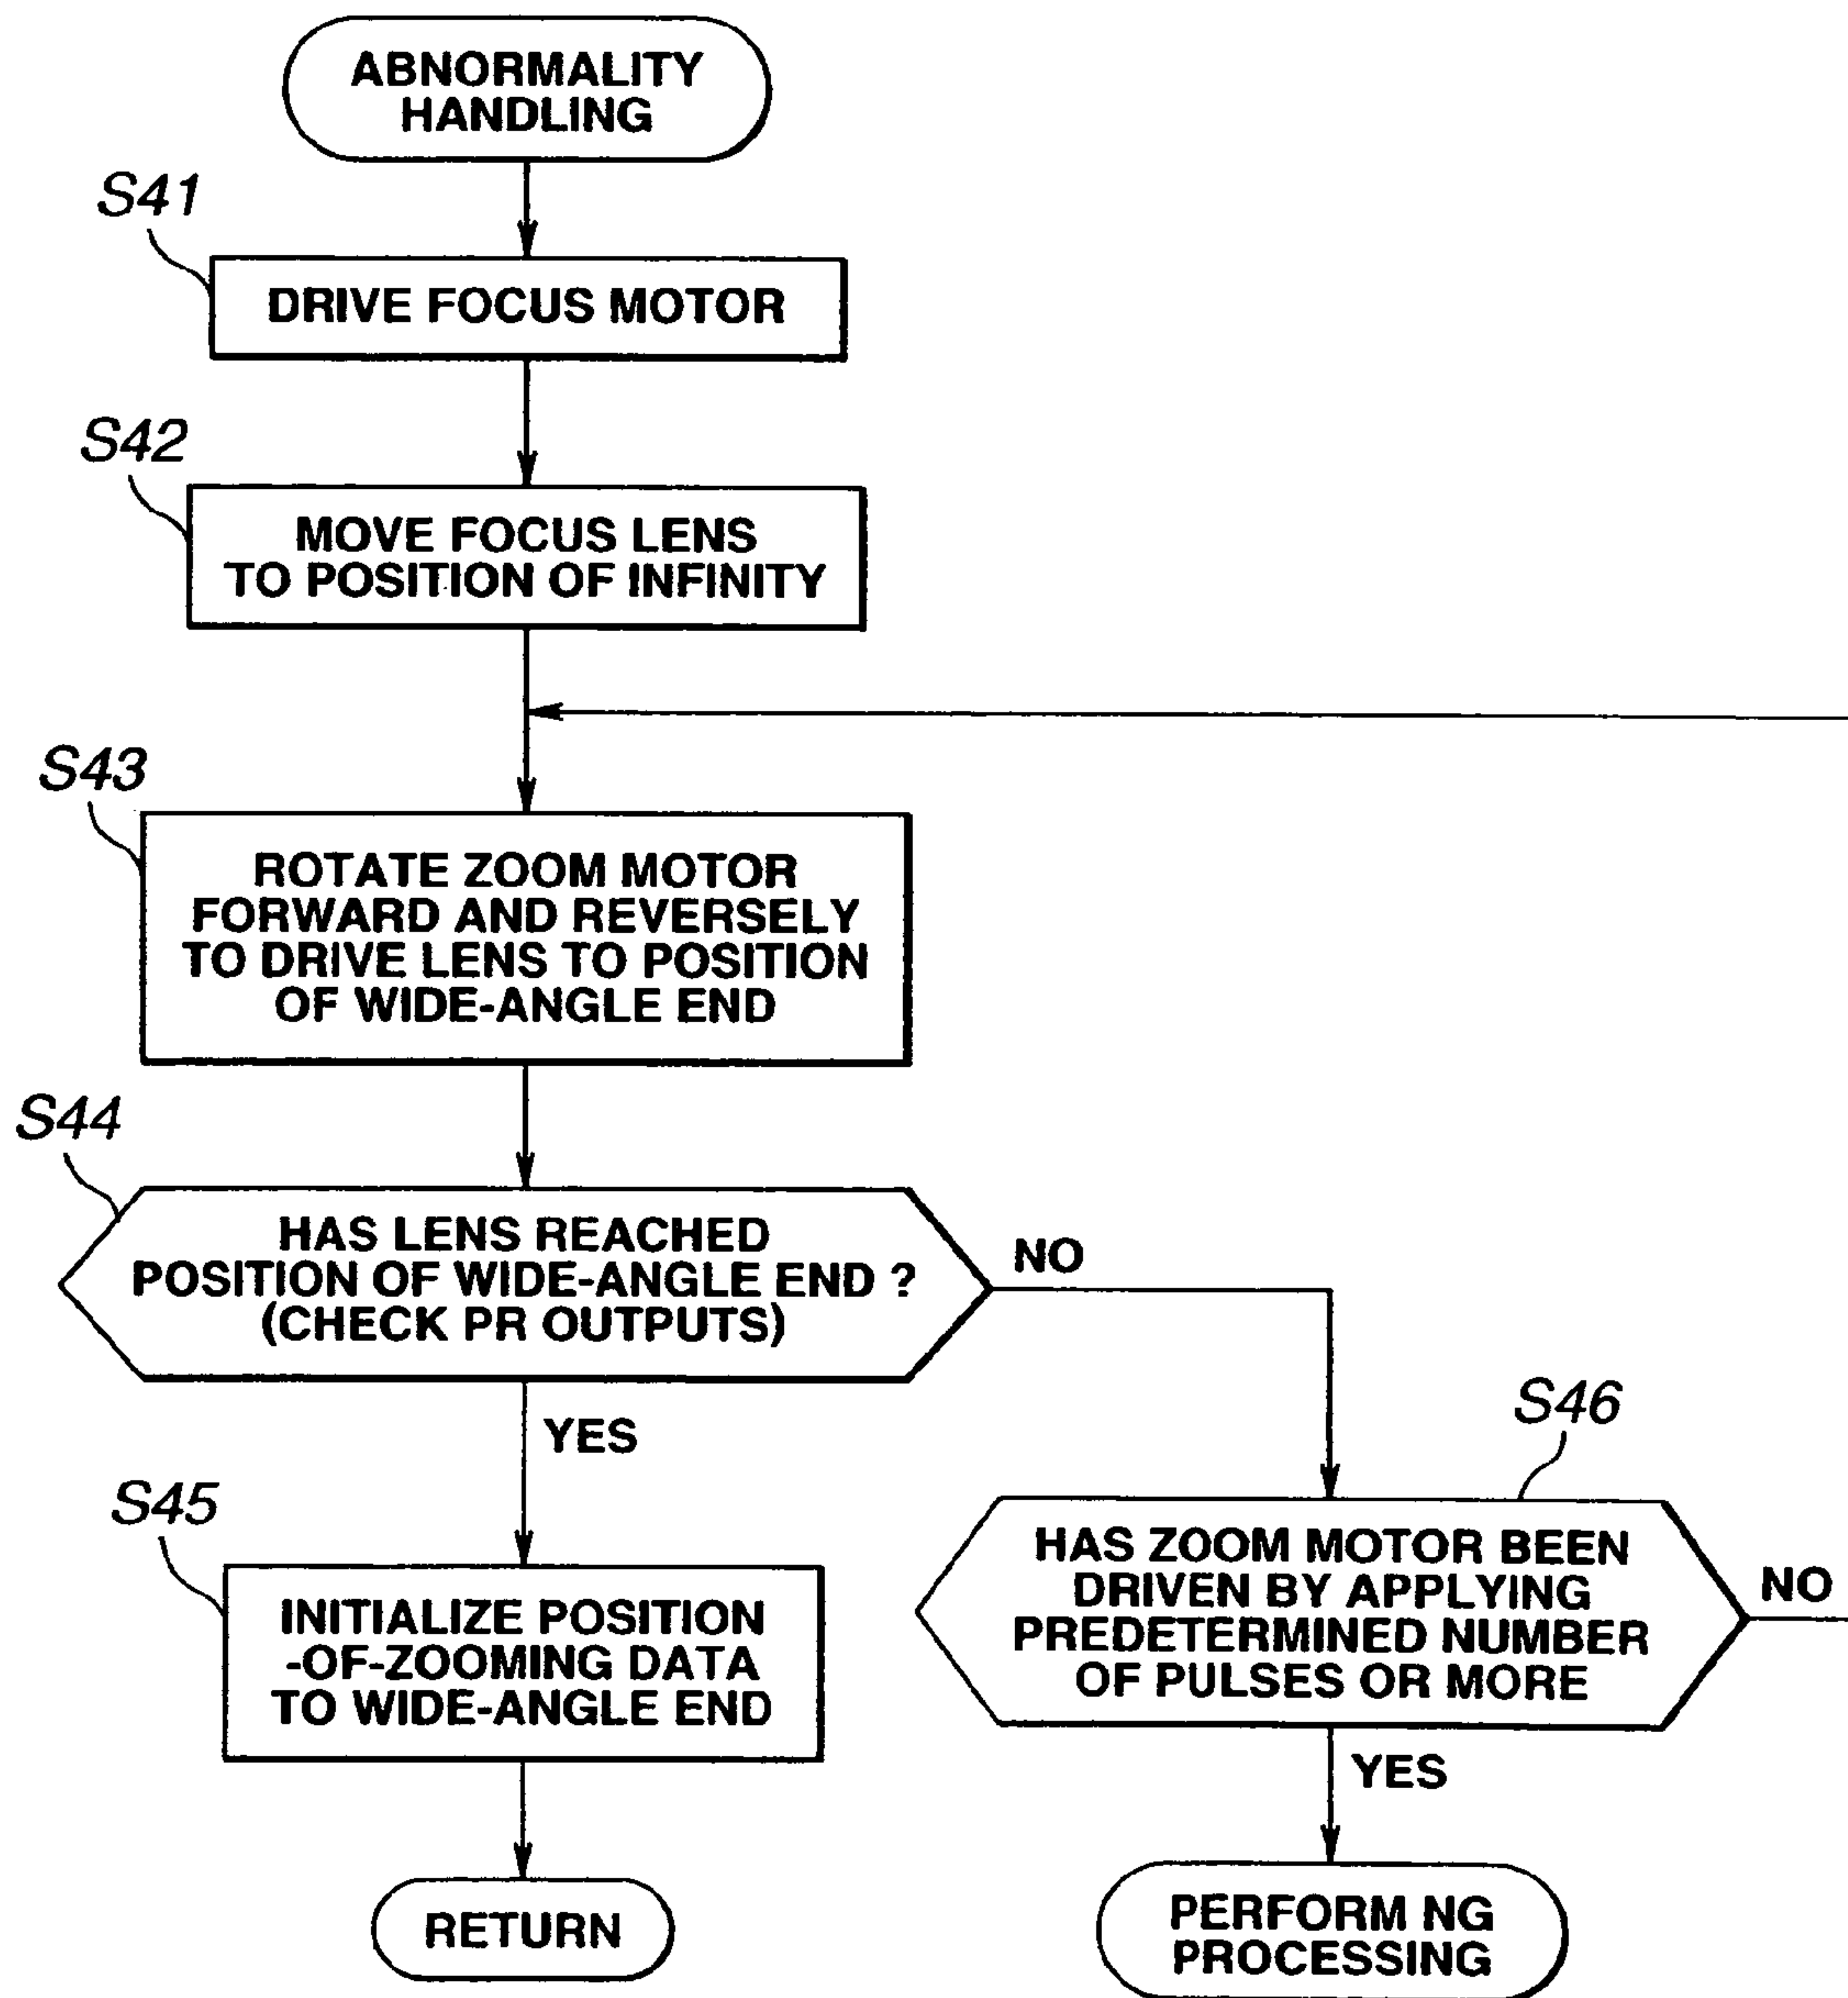 ABNORMALITY
HANDLING
S41
DRIVE FOCUS MOTOR
S42
MOVE FOCUS LENS
TO POSITION OF INFINITY
S43
ROTATE ZOOM MOTOR
FORWARD AND REVERSELY
TO DRIVE LENS TO POSITION
OF WIDE-ANGLE END
S44
HAS LENS REACHED
POSITION OF WIDE-ANGLE END ?
(CHECK PR OUTPUTS)
NO
YES
S45
INITIALIZE POSITION
-OF-ZOOMING DATA
TO WIDE-ANGLE END
RETURN
S46
HAS ZOOM MOTOR BEEN
DRIVEN BY APPLYING
PREDETERMINED NUMBER
OF PULSES OR MORE
NO
YES
PERFORM NG
PROCESSING